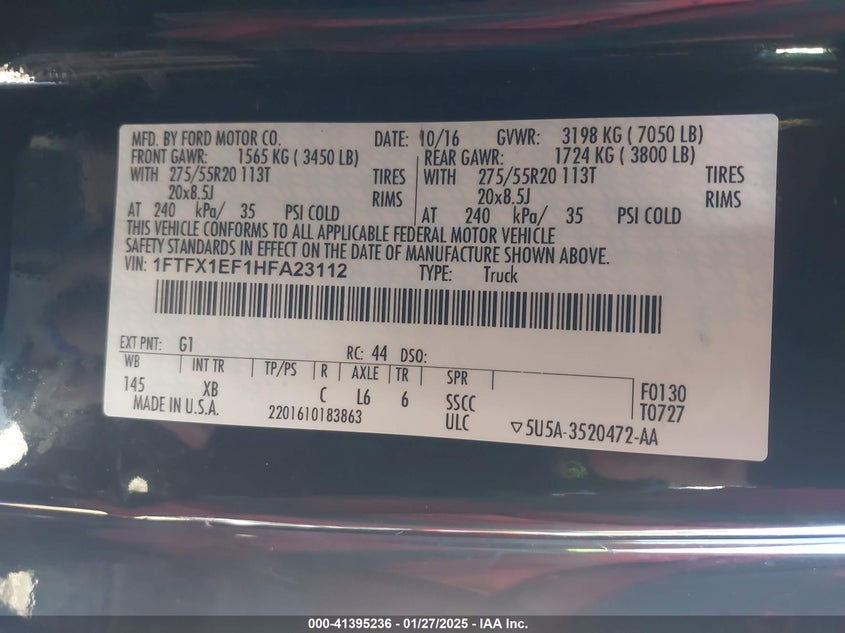 MFD. BY FORD MOTOR CO. DATE: 10/16 GVWR: 3198 KG ( 7050 LB)
FRONT GAWR: 1565 KG ( 3450 LB) REAR GAWR: 1724 KG ( 3800 LB)
WITH 275/55R20 113T TIRES WITH 275/55R20 113T TIRES
20x8.5J RIMS 20x8.5J RIMS
AT 240 kPa/ 35 PSI COLD AT 240 kPa/ 35 PSI COLD
THIS VEHICLE CONFORMS TO ALL APPLICABLE FEDERAL MOTOR VEHICLE
SAFETY STANDARDS IN EFFECT ON THE DATE OF MANUFACTURE SHOWN ABOVE.
VIN: 1FTFX1EF1HFA23112 TYPE: Truck
EXT PNT: G1 RC: 44 DSO:
WB INT TR TP/PS R AXLE TR SPR
145 XB C L6 6 SSCC F0130
MADE IN U.S.A. 2201610183863 ULC T0727
▽5U5A-3520472-AA
000-41395236 – 01/27/2025 – IAA Inc.